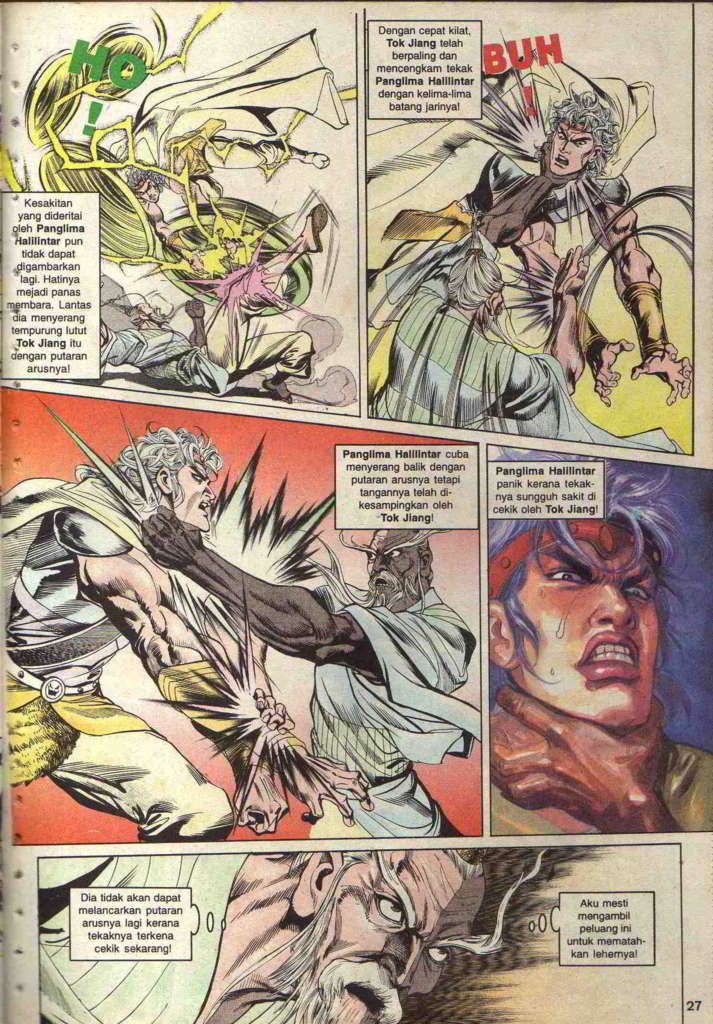 HO
!
Kesakitan
yang dideritai
oleh Panglima
Halilintar pun
tidak dapat
digambarkan
lagi. Hatinya
mejadi panas
membara. Lantas
dia menyerang
tempurung lutut
Tok Jiang itu
dengan putaran
arusnya!
Dengan cepat kilat,
Tok Jiang telah
berpaling dan
mencengkam tekak
Panglima Halilintar
dengan kelima-lima
batang jarinya!
BUH
!
Panglima Halilintar cuba
menyerang balik dengan
putaran arusnya tetapi
tangannya telah di-
kesampingkan oleh
Tok Jiang!
Panglima Halilintar
panik kerana tekak-
nya sungguh sakit di
cekik oleh Tok Jiang!
Dia tidak akan dapat
melancarkan putaran
arusnya lagi kerana
tekaknya terkena
cekik sekarang!
Aku mesti
mengambil
peluang ini
untuk mematah-
kan lehernya!
27